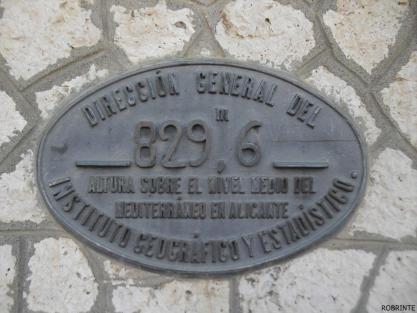 DIRECCIÓN GENERAL DEL
829,6 m
ALTURA SOBRE EL NIVEL MEDIO DEL
MEDITERRÁNEO EN ALICANTE
INSTITUTO GEOGRÁFICO Y ESTADÍSTICO.
ROBRINTE